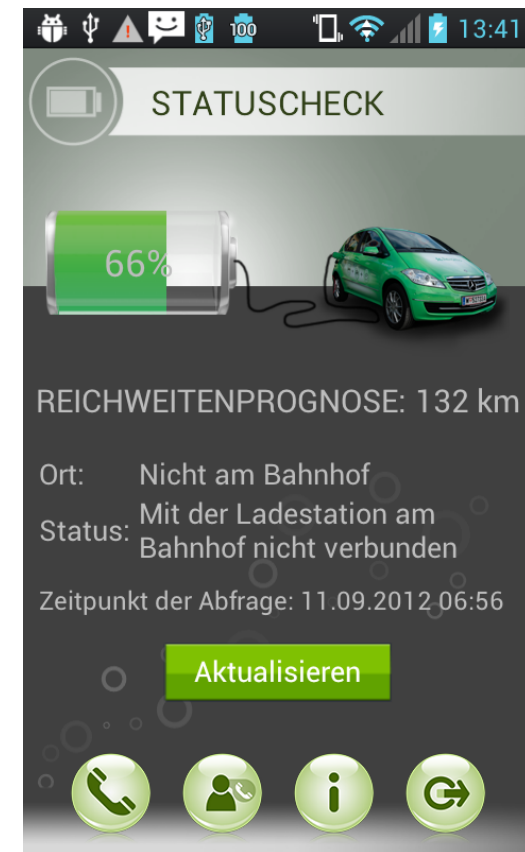 100
13:41
STATUSCHECK
66%
REICHWEITENPROGNOSE: 132 km
Ort: Nicht am Bahnhof
Status: Mit der Ladestation am
Bahnhof nicht verbunden
Zeitpunkt der Abfrage: 11.09.2012 06:56
Aktualisieren